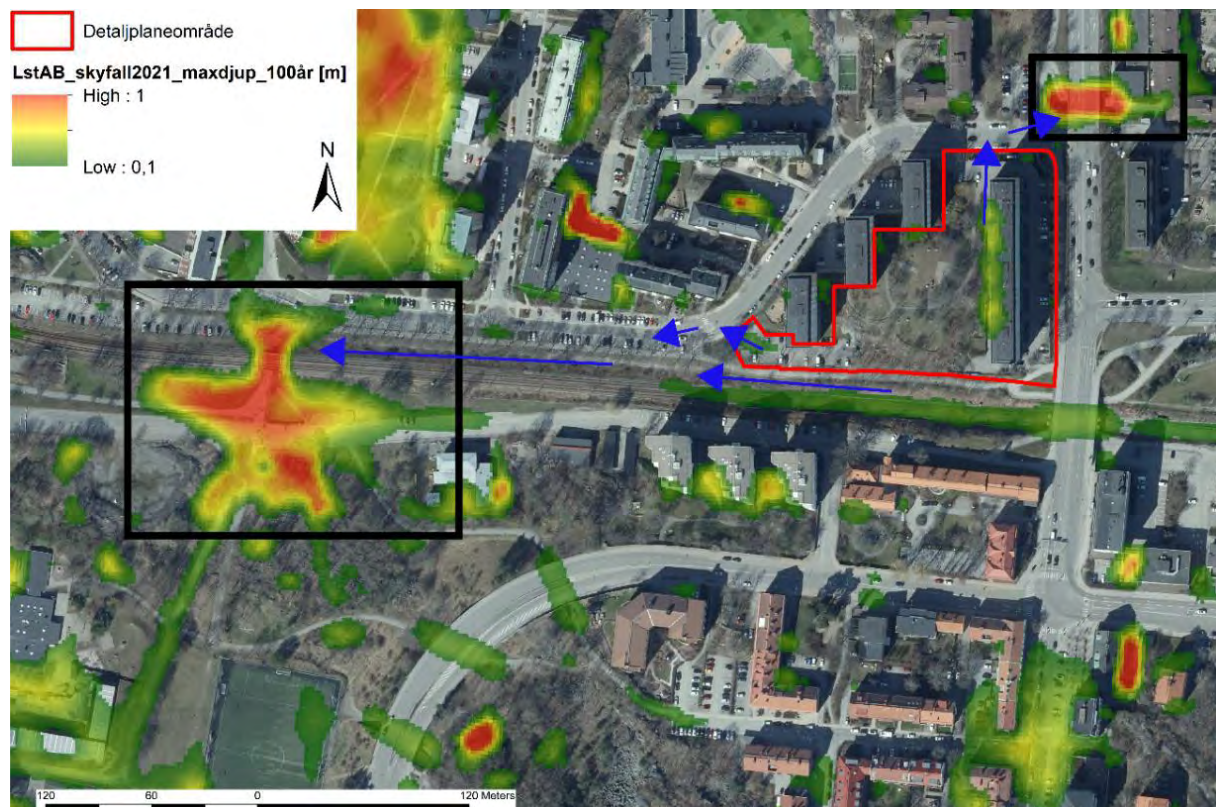 Detaljplaneområde
LstAB_skyfall2021_maxdjup_100år [m]
High : 1
Low : 0,1
N
120 60 0 120 Meters